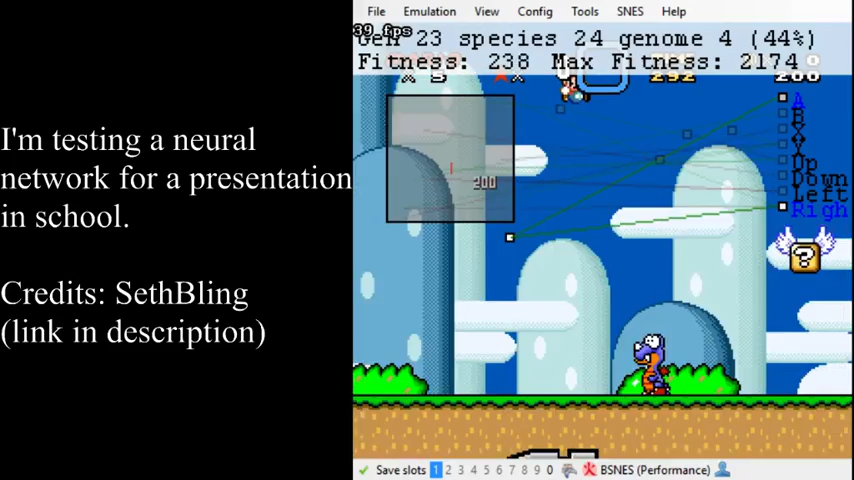 I'm testing a neural
network for a presentation
in school.
Credits: SethBling
(link in description)
File Emulation View Config Tools SNES Help
39 fps
Gen 23 species 24 genome 4 (44%)
Fitness: 238 Max Fitness: 2174
292
200
A
B
X
Y
Up
Down
Left
Righ
200
?
Save slots 1 2 3 4 5 6 7 8 9 0 BSNES (Performance)